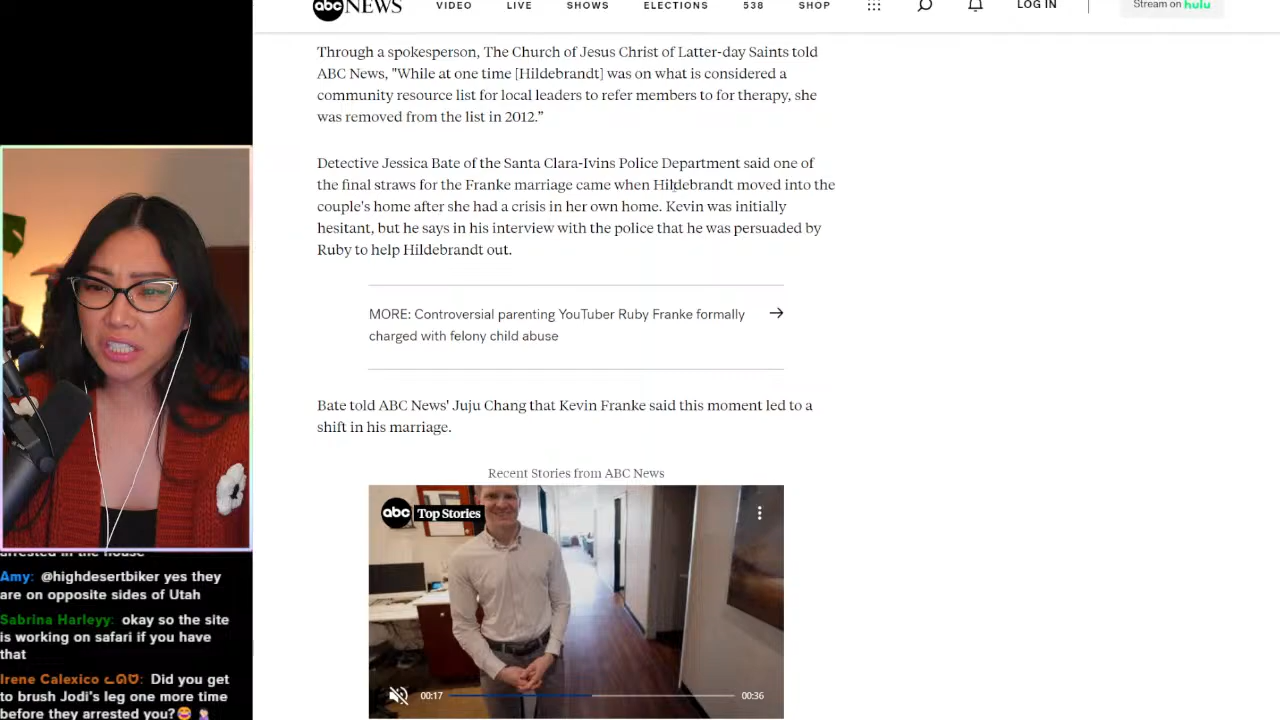 abc NEWS VIDEO LIVE SHOWS ELECTIONS 538 SHOP LOG IN Stream on hulu
Through a spokesperson, The Church of Jesus Christ of Latter-day Saints told
ABC News, "While at one time [Hildebrandt] was on what is considered a
community resource list for local leaders to refer members to for therapy, she
was removed from the list in 2012.”
Detective Jessica Bate of the Santa Clara-Ivins Police Department said one of
the final straws for the Franke marriage came when Hildebrandt moved into the
couple's home after she had a crisis in her own home. Kevin was initially
hesitant, but he says in his interview with the police that he was persuaded by
Ruby to help Hildebrandt out.
MORE: Controversial parenting YouTuber Ruby Franke formally
charged with felony child abuse
Bate told ABC News' Juju Chang that Kevin Franke said this moment led to a
shift in his marriage.
Recent Stories from ABC News
abc Top Stories
00:17 00:36
arrested in the house
Amy: @highdesertbiker yes they
are on opposite sides of Utah
Sabrina Harleyy: okay so the site
is working on safari if you have
that
Irene Calexico Did you get
to brush Jodi's leg one more time
before they arrested you?